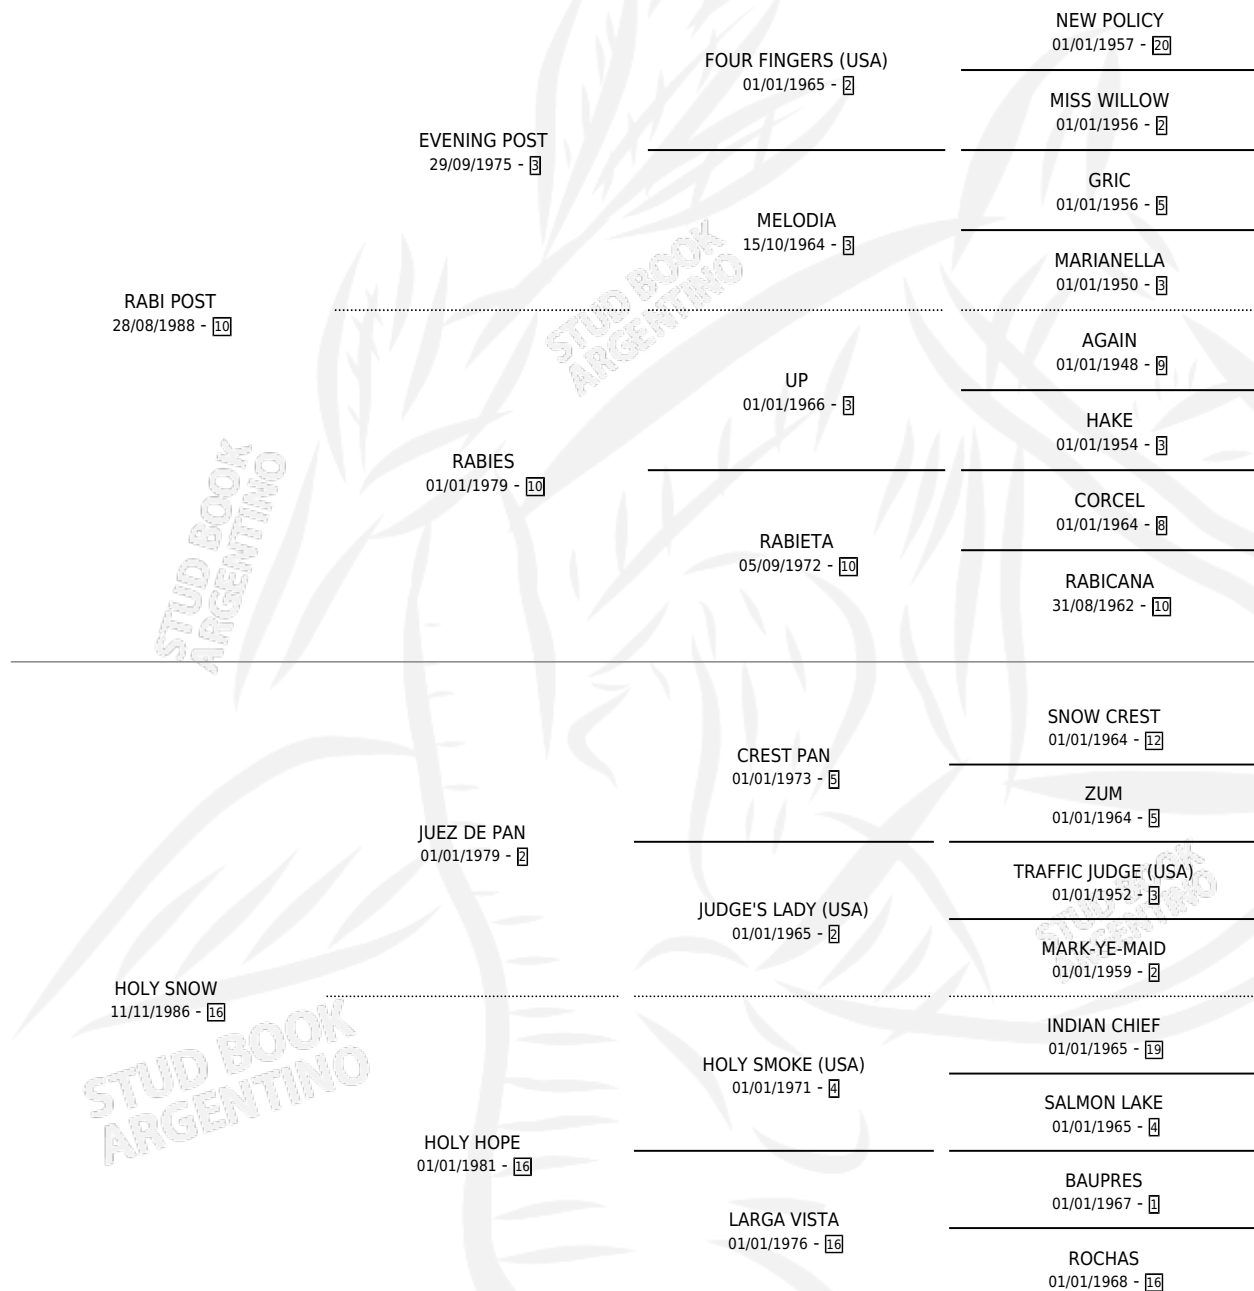 NEW POLICY
01/01/1957 - 20
FOUR FINGERS (USA)
01/01/1965 - 2
MISS WILLOW
01/01/1956 - 2
EVENING POST
29/09/1975 - 3
GRIC
01/01/1956 - 5
MELODIA
15/10/1964 - 3
MARIANELLA
01/01/1950 - 3
RABI POST
28/08/1988 - 10
AGAIN
01/01/1948 - 9
UP
01/01/1966 - 3
HAKE
01/01/1954 - 3
RABIES
01/01/1979 - 10
CORCEL
01/01/1964 - 8
RABIETA
05/09/1972 - 10
RABICANA
31/08/1962 - 10
STUD BOOK
ARGENTINO
STUD BOOK
ARGENTINO
SNOW CREST
01/01/1964 - 12
CREST PAN
01/01/1973 - 5
ZUM
01/01/1964 - 5
JUEZ DE PAN
01/01/1979 - 2
TRAFFIC JUDGE (USA)
01/01/1952 - 3
JUDGE'S LADY (USA)
01/01/1965 - 2
MARK-YE-MAID
01/01/1959 - 2
HOLY SNOW
11/11/1986 - 16
INDIAN CHIEF
01/01/1965 - 19
HOLY SMOKE (USA)
01/01/1971 - 4
SALMON LAKE
01/01/1965 - 4
HOLY HOPE
01/01/1981 - 16
BAUPRES
01/01/1967 - 1
LARGA VISTA
01/01/1976 - 16
ROCHAS
01/01/1968 - 16
STUD BOOK
ARGENTINO
STUD BOOK
ARGENTINO